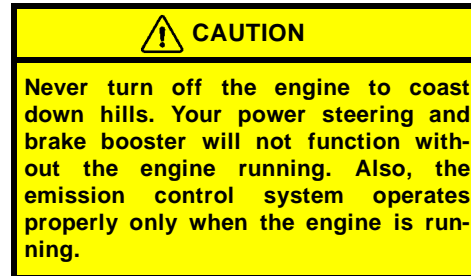 CAUTION
Never turn off the engine to coast
down hills. Your power steering and
brake booster will not function with-
out the engine running. Also, the
emission control system operates
properly only when the engine is run-
ning.